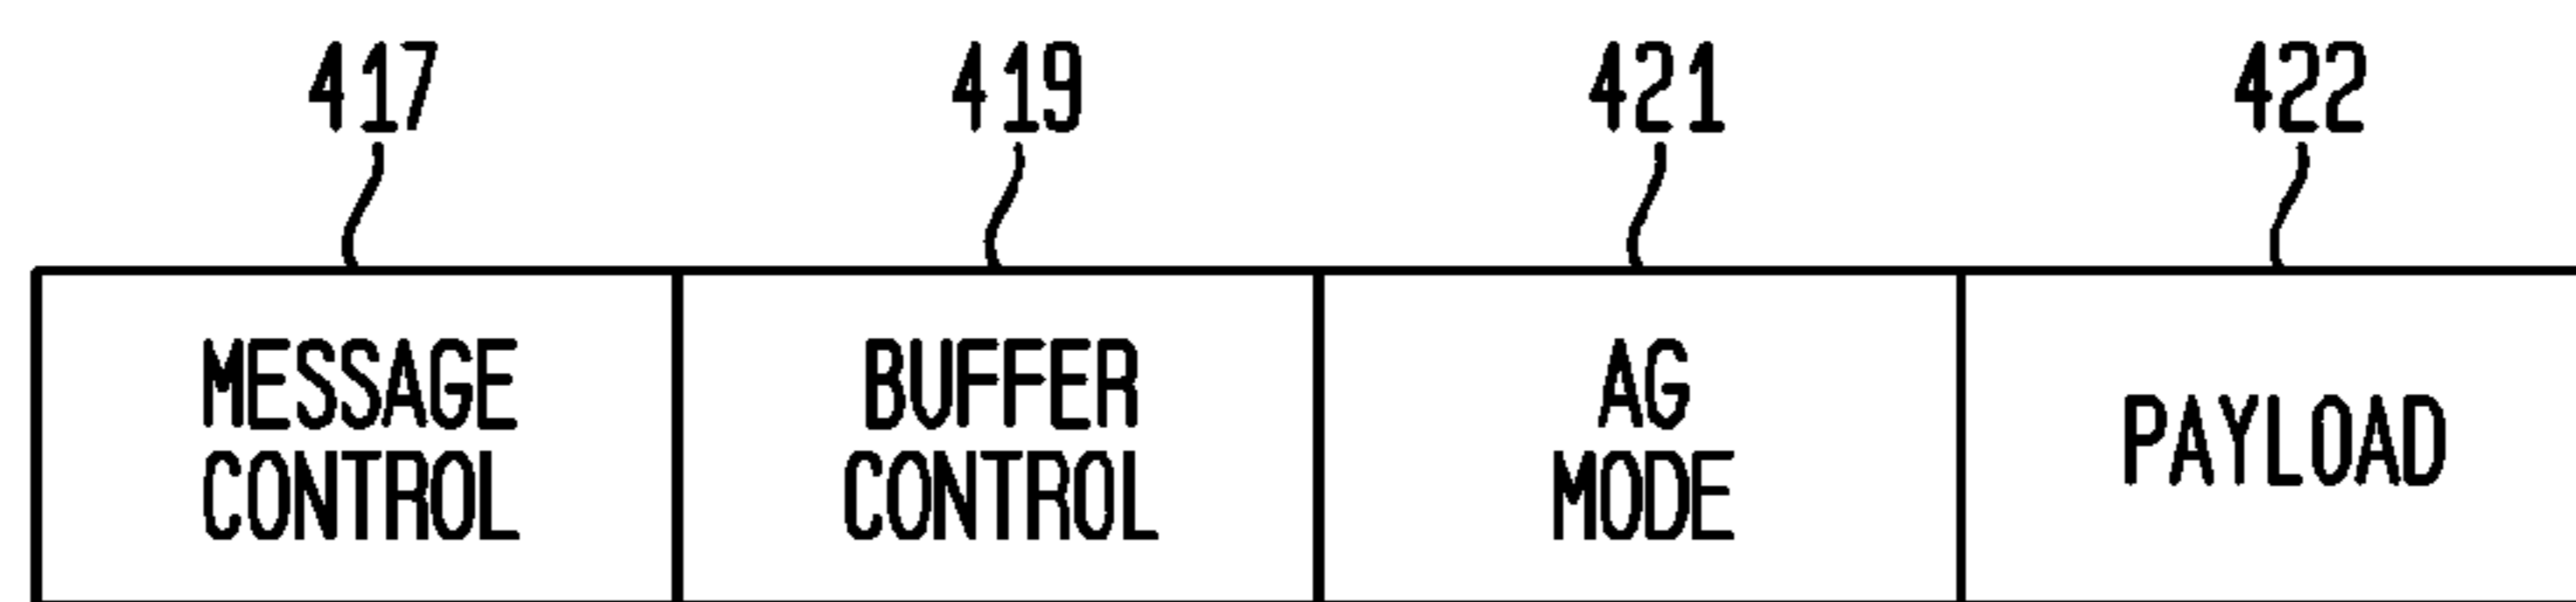 417 419 421 422
MESSAGE CONTROL
BUFFER CONTROL
AG MODE
PAYLOAD